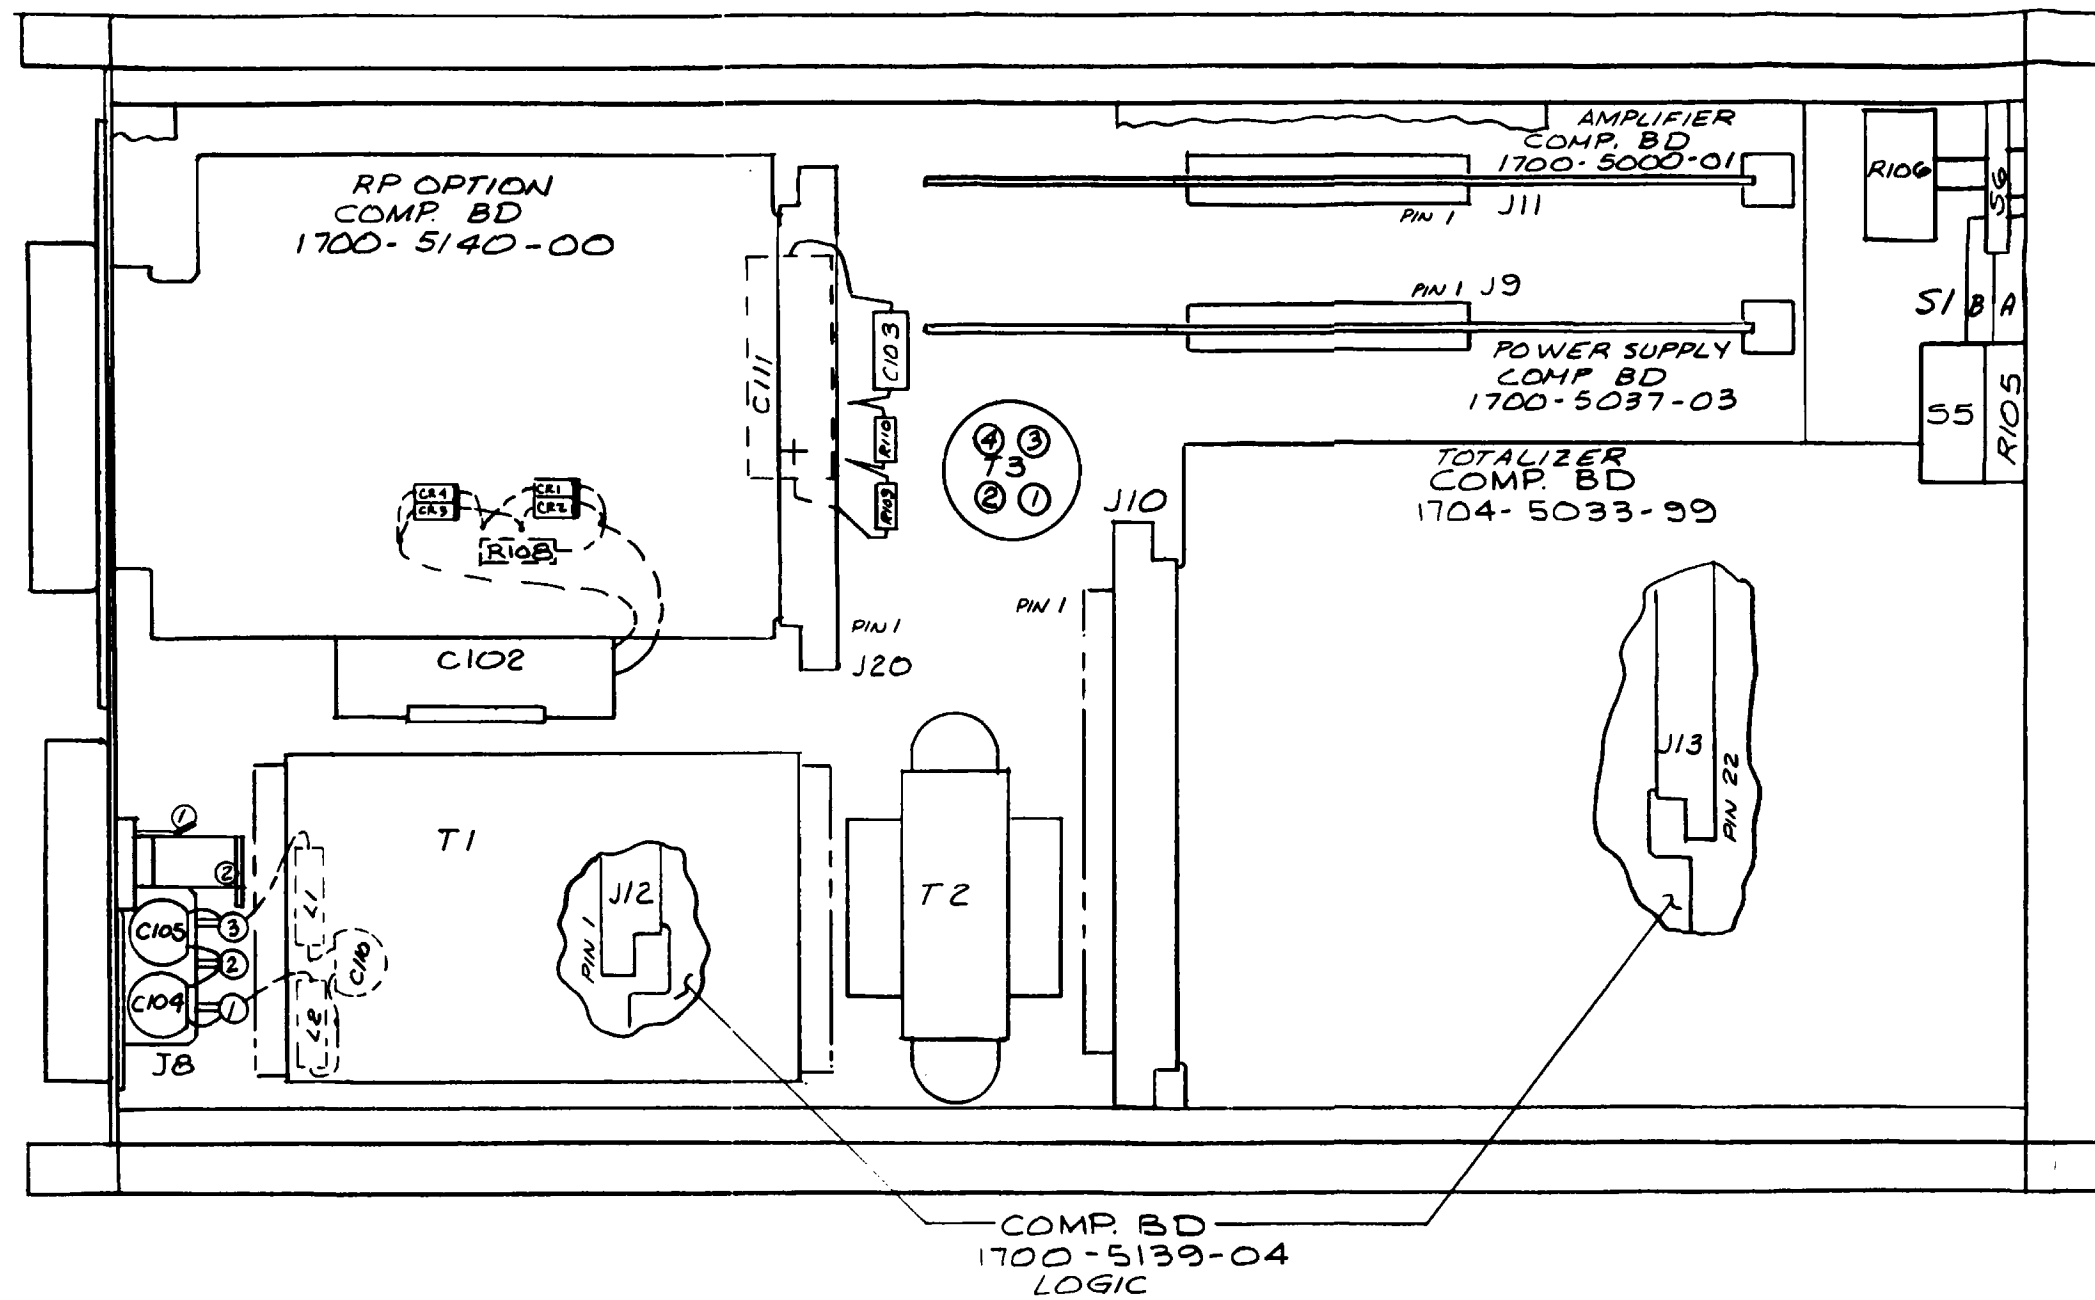 AMPLIFIER
COMP. BD
1700-5000-01
PIN 1
J11
R106
S6
RP OPTION
COMP. BD
1700-5140-00
PIN 1 J9
S1 B A
POWER SUPPLY
COMP BD
1700-5037-03
C111
+
C103
R110
R109
S5
R105
4 3
T3
2 1
TOTALIZER
COMP. BD
1704-5033-99
CR4
CR3
CR1
CR2
R108
J10
PIN 1
PIN 1
J20
C102
J13
PIN 22
T1
1
2
L1
J12
PIN 1
T2
C105
3
2
C110
C104
1
L2
J8
COMP. BD
1700-5139-04
LOGIC